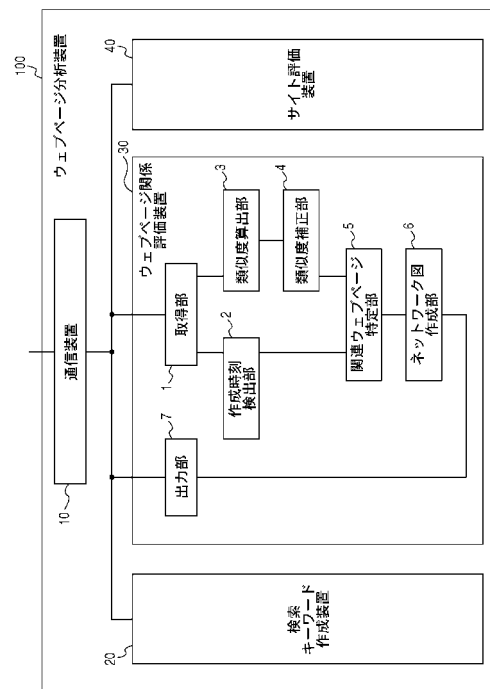 100
ウェブページ分析装置
通信装置
10
検索
キーワード
作成装置
20
30
ウェブページ関係
評価装置
出力部
7
取得部
1
作成時刻
検出部
2
類似度算出部
3
類似度補正部
4
関連ウェブページ
特定部
5
ネットワーク図
作成部
6
サイト評価
装置
40